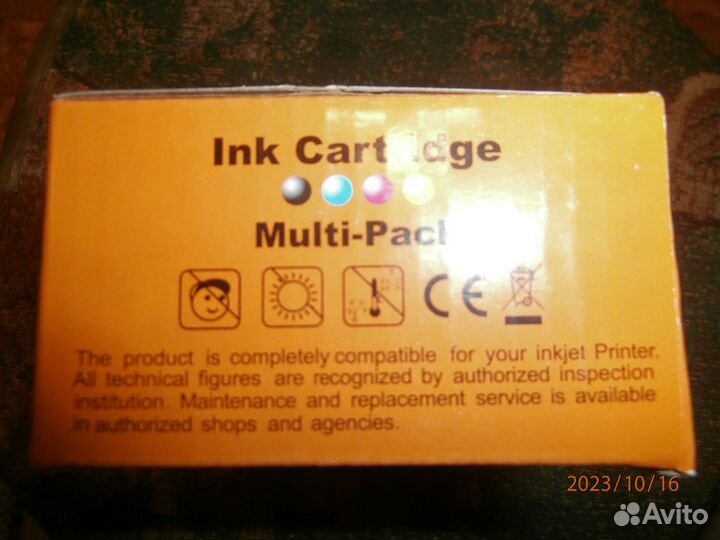 Ink Cartridge
Multi-Pack
CE
The product is completely compatible for your inkjet Printer.
All technical figures are recognized by authorized inspection
institution. Maintenance and replacement service is available
in authorized shops and agencies.
2023/10/16
Avito